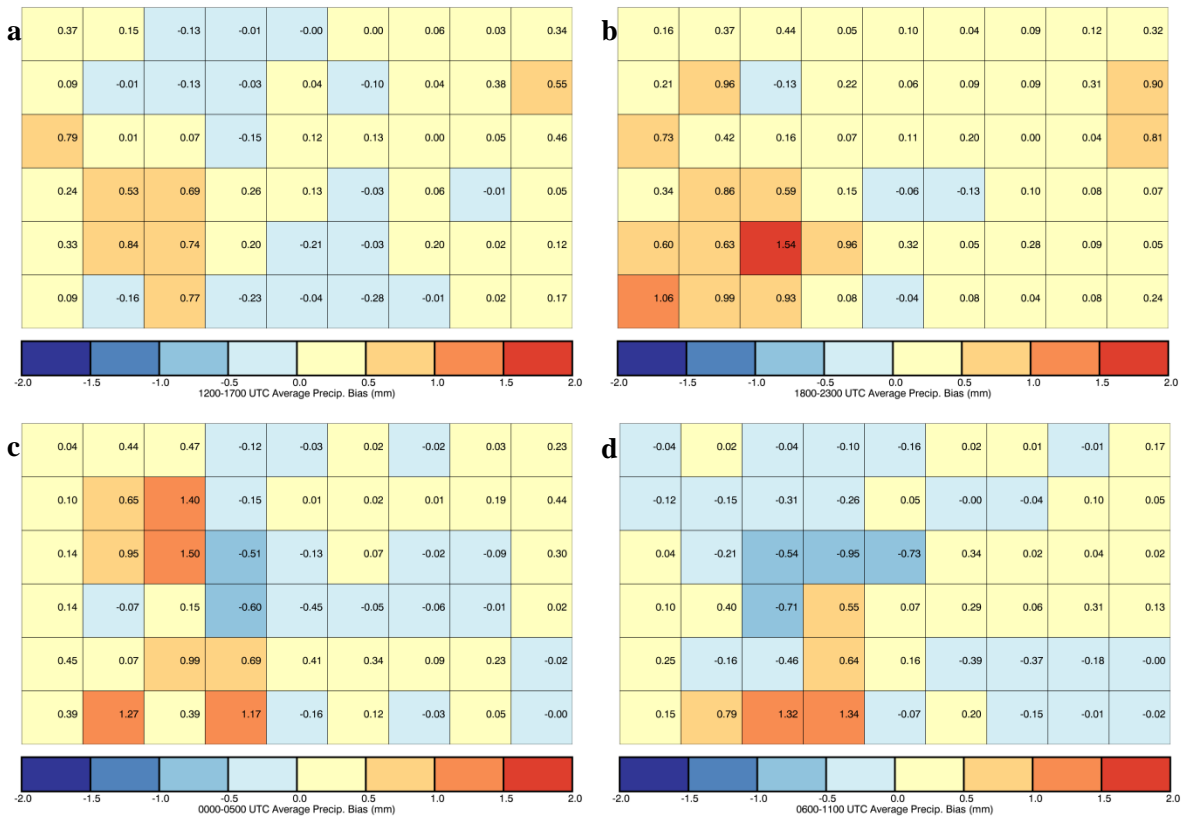 a
0.37 0.15 -0.13 -0.01 -0.00 0.00 0.06 0.03 0.34
0.09 -0.01 -0.13 -0.03 0.04 -0.10 0.04 0.38 0.55
0.79 0.01 0.07 -0.15 0.12 0.13 0.00 0.05 0.46
0.24 0.53 0.69 0.26 0.13 -0.03 0.06 -0.01 0.05
0.33 0.84 0.74 0.20 -0.21 -0.03 0.20 0.02 0.12
0.09 -0.16 0.77 -0.23 -0.04 -0.28 -0.01 0.02 0.17
-2.0 -1.5 -1.0 -0.5 0.0 0.5 1.0 1.5 2.0
1200-1700 UTC Average Precip. Bias (mm)
b
0.16 0.37 0.44 0.05 0.10 0.04 0.09 0.12 0.32
0.21 0.96 -0.13 0.22 0.06 0.09 0.09 0.31 0.90
0.73 0.42 0.16 0.07 0.11 0.20 0.00 0.04 0.81
0.34 0.86 0.59 0.15 -0.06 -0.13 0.10 0.08 0.07
0.60 0.63 1.54 0.96 0.32 0.05 0.28 0.09 0.05
1.06 0.99 0.93 0.08 -0.04 0.08 0.04 0.08 0.24
-2.0 -1.5 -1.0 -0.5 0.0 0.5 1.0 1.5 2.0
1800-2300 UTC Average Precip. Bias (mm)
c
0.04 0.44 0.47 -0.12 -0.03 0.02 -0.02 0.03 0.23
0.10 0.65 1.40 -0.15 0.01 0.02 0.01 0.19 0.44
0.14 0.95 1.50 -0.51 -0.13 0.07 -0.02 -0.09 0.30
0.14 -0.07 0.15 -0.60 -0.45 -0.05 -0.06 -0.01 0.02
0.45 0.07 0.99 0.69 0.41 0.34 0.09 0.23 -0.02
0.39 1.27 0.39 1.17 -0.16 0.12 -0.03 0.05 -0.00
-2.0 -1.5 -1.0 -0.5 0.0 0.5 1.0 1.5 2.0
0000-0500 UTC Average Precip. Bias (mm)
d
-0.04 0.02 -0.04 -0.10 -0.16 0.02 0.01 -0.01 0.17
-0.12 -0.15 -0.31 -0.26 0.05 -0.00 -0.04 0.10 0.05
0.04 -0.21 -0.54 -0.95 -0.73 0.34 0.02 0.04 0.02
0.10 0.40 -0.71 0.55 0.07 0.29 0.06 0.31 0.13
0.25 -0.16 -0.46 0.64 0.16 -0.39 -0.37 -0.18 -0.00
0.15 0.79 1.32 1.34 -0.07 0.20 -0.15 -0.01 -0.02
-2.0 -1.5 -1.0 -0.5 0.0 0.5 1.0 1.5 2.0
0600-1100 UTC Average Precip. Bias (mm)